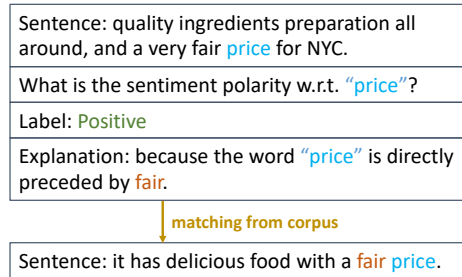 Sentence: quality ingredients preparation all
around, and a very fair price for NYC.
What is the sentiment polarity w.r.t. “price”?
Label: Positive
Explanation: because the word “price” is directly
preceded by fair.
matching from corpus
Sentence: it has delicious food with a fair price.